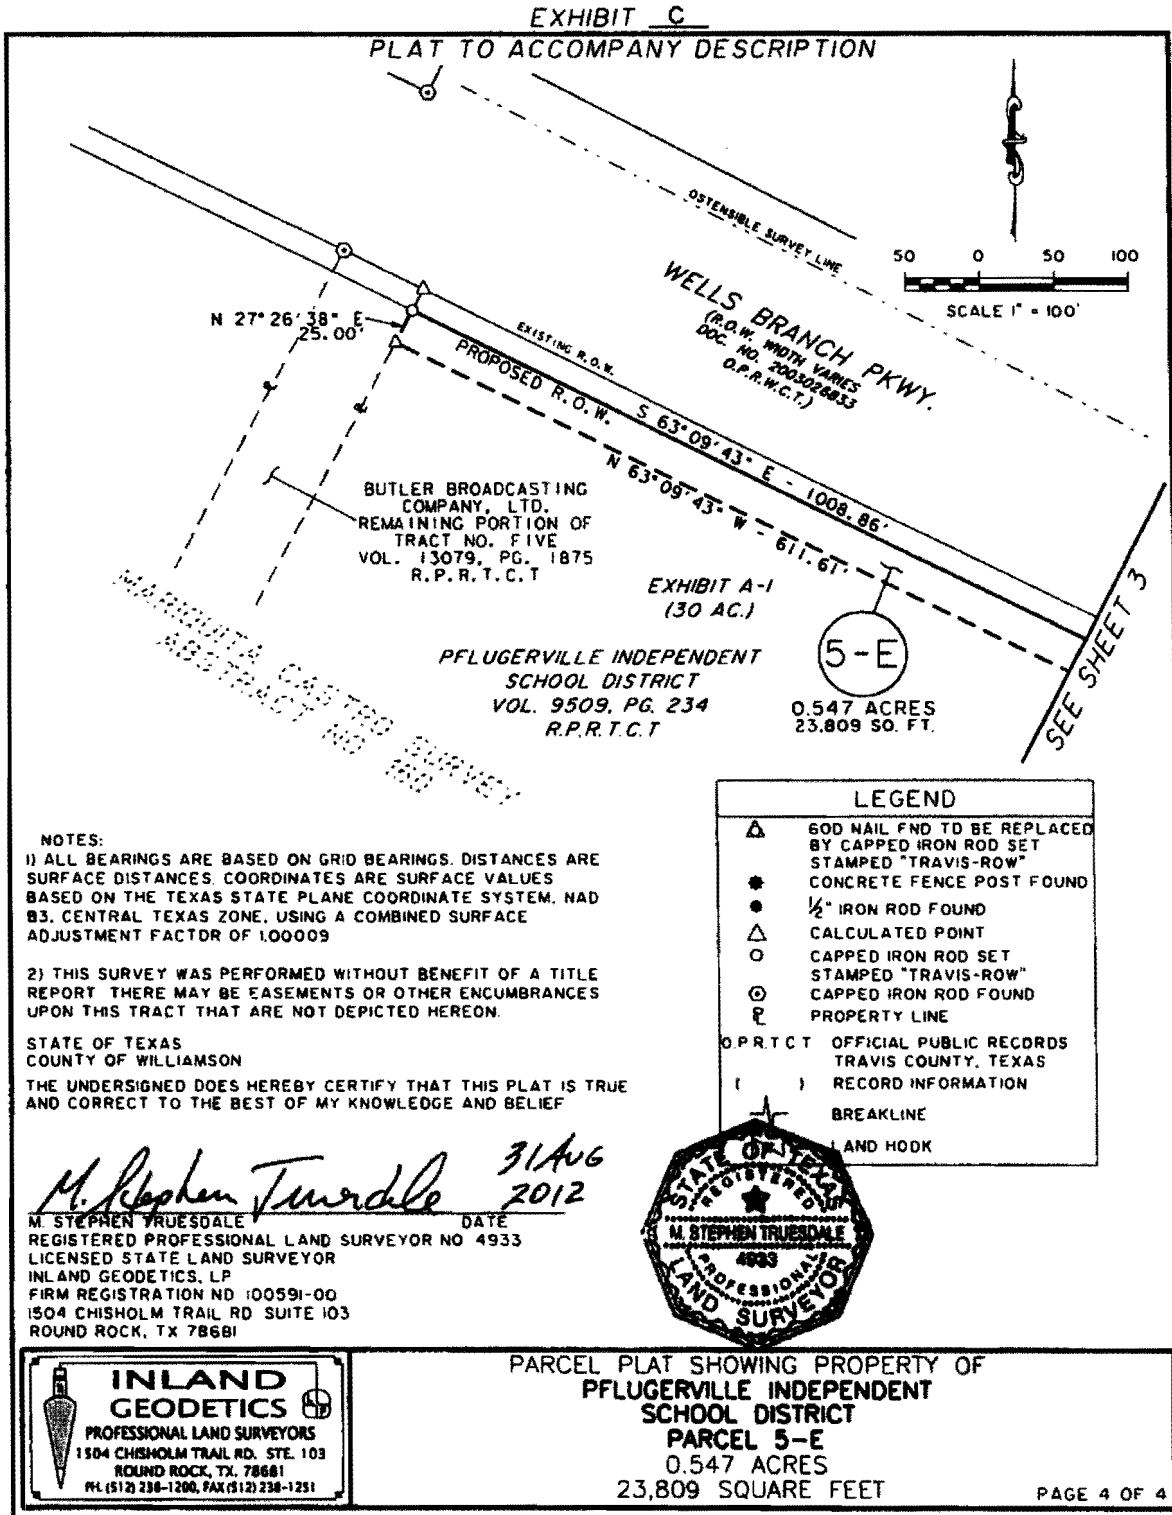 EXHIBIT C
PLAT TO ACCOMPANY DESCRIPTION
OSTENSIBLE SURVEY LINE
50 0 50 100
SCALE 1" = 100'
WELLS BRANCH PKWY.
(R.O.W. WIDTH VARIES
DOC. NO. 2003026833
O.P.R.W.C.T.)
N 27°26'38" E
25.00'
EXISTING R.O.W.
PROPOSED R.O.W.
S 63°09'43" E - 1008.86'
N 63°09'43" W - 611.61'
BUTLER BROADCASTING
COMPANY, LTD.
REMAINING PORTION OF
TRACT NO. FIVE
VOL. 13079, PG. 1875
R.P.R.T.C.T
EXHIBIT A-1
(30 AC.)
PFLUGERVILLE INDEPENDENT
SCHOOL DISTRICT
VOL. 9509, PG. 234
R.P.R.T.C.T
5-E
0.547 ACRES
23,809 SQ. FT.
SEE SHEET 3
MARIQUITA CASTRO SURVEY
ABSTRACT NO 160
NOTES:
1) ALL BEARINGS ARE BASED ON GRID BEARINGS. DISTANCES ARE
SURFACE DISTANCES. COORDINATES ARE SURFACE VALUES
BASED ON THE TEXAS STATE PLANE COORDINATE SYSTEM, NAD
83, CENTRAL TEXAS ZONE, USING A COMBINED SURFACE
ADJUSTMENT FACTOR OF 1.00009
2) THIS SURVEY WAS PERFORMED WITHOUT BENEFIT OF A TITLE
REPORT THERE MAY BE EASEMENTS OR OTHER ENCUMBRANCES
UPON THIS TRACT THAT ARE NOT DEPICTED HEREON.
STATE OF TEXAS
COUNTY OF WILLIAMSON
THE UNDERSIGNED DOES HEREBY CERTIFY THAT THIS PLAT IS TRUE
AND CORRECT TO THE BEST OF MY KNOWLEDGE AND BELIEF
M. Stephen Truesdale 31 AUG
2012
M. STEPHEN TRUESDALE DATE
REGISTERED PROFESSIONAL LAND SURVEYOR NO 4933
LICENSED STATE LAND SURVEYOR
INLAND GEODETICS, LP
FIRM REGISTRATION NO 100591-00
1504 CHISHOLM TRAIL RD SUITE 103
ROUND ROCK, TX 78681
LEGEND
60D NAIL FND TO BE REPLACED
BY CAPPED IRON ROD SET
STAMPED "TRAVIS-ROW"
CONCRETE FENCE POST FOUND
½" IRON ROD FOUND
CALCULATED POINT
CAPPED IRON ROD SET
STAMPED "TRAVIS-ROW"
CAPPED IRON ROD FOUND
PROPERTY LINE
O.P.R.T.C.T OFFICIAL PUBLIC RECORDS
TRAVIS COUNTY, TEXAS
( ) RECORD INFORMATION
BREAKLINE
LAND HOOK
STATE OF TEXAS
REGISTERED
M. STEPHEN TRUESDALE
4933
PROFESSIONAL
LAND SURVEYOR
INLAND
GEODETICS
PROFESSIONAL LAND SURVEYORS
1504 CHISHOLM TRAIL RD. STE. 103
ROUND ROCK, TX. 78681
PH. (512) 238-1200, FAX (512) 238-1251
PARCEL PLAT SHOWING PROPERTY OF
PFLUGERVILLE INDEPENDENT
SCHOOL DISTRICT
PARCEL 5-E
0.547 ACRES
23,809 SQUARE FEET
PAGE 4 OF 4